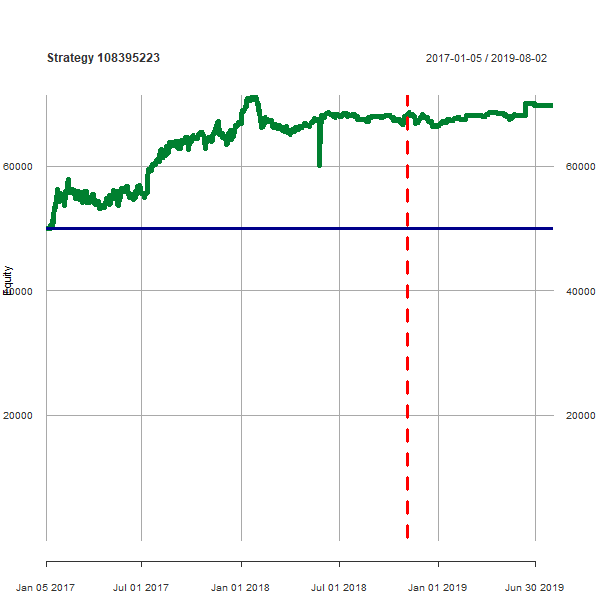 Strategy 108395223 2017-01-05 / 2019-08-02
60000 60000
Equity
40000 40000
20000 20000
Jan 05 2017 Jul 01 2017 Jan 01 2018 Jul 01 2018 Jan 01 2019 Jun 30 2019